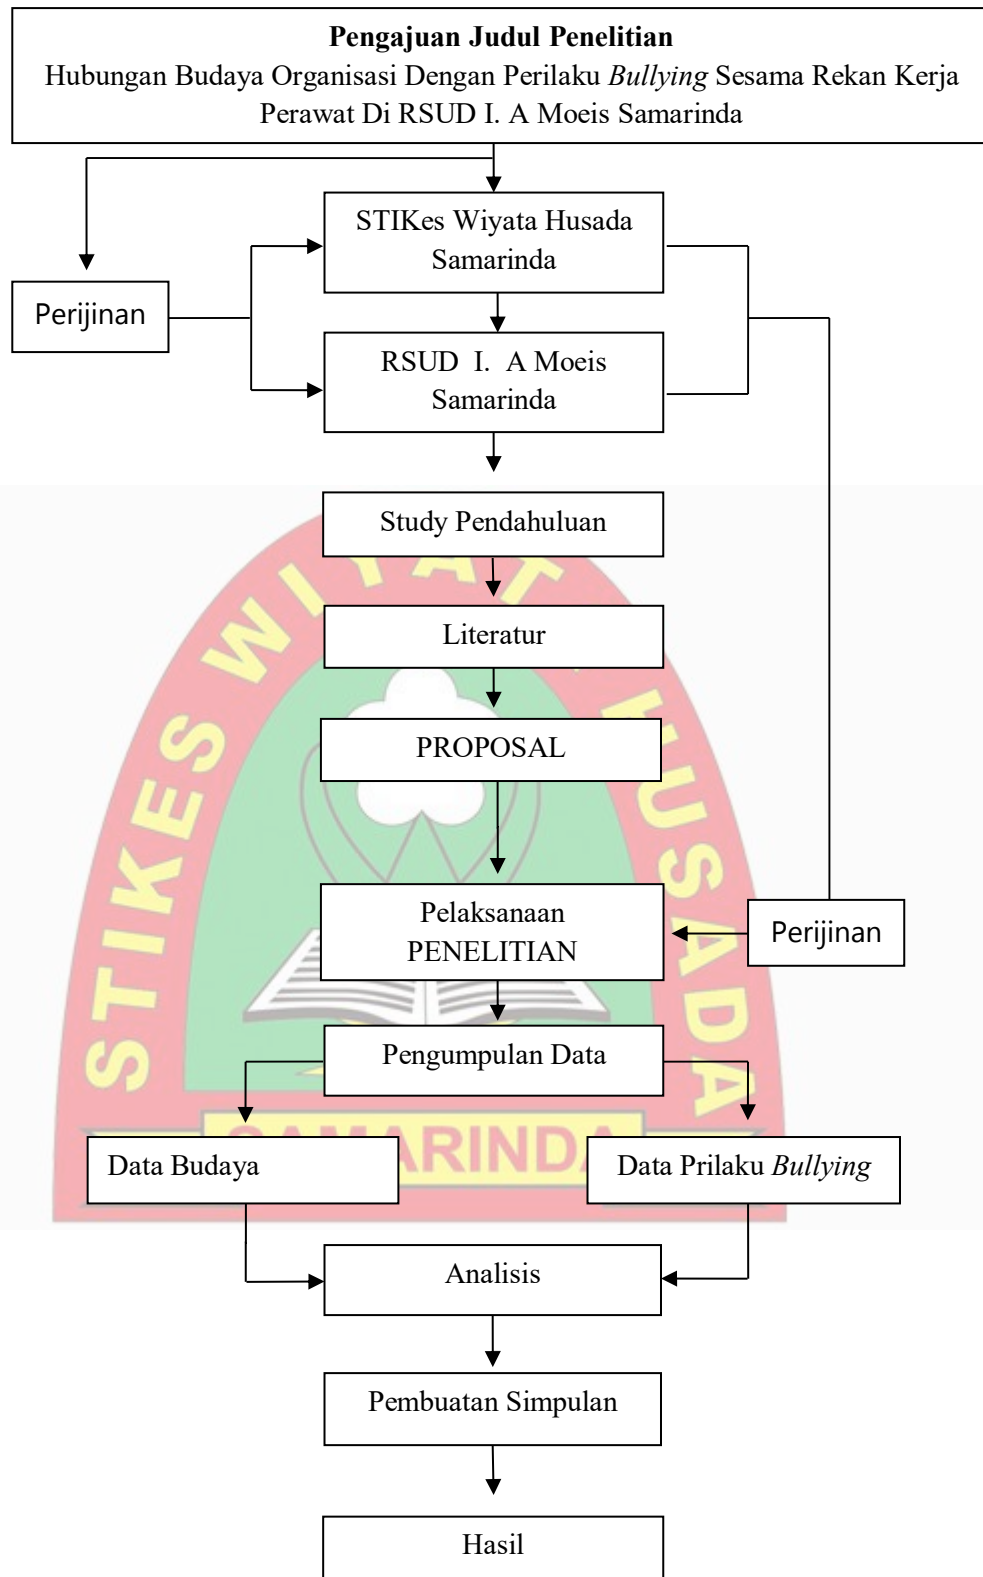 Pengajuan Judul Penelitian
Hubungan Budaya Organisasi Dengan Perilaku Bullying Sesama Rekan Kerja
Perawat Di RSUD I. A Moeis Samarinda
STIKes Wiyata Husada
Samarinda
Perijinan
RSUD I. A Moeis
Samarinda
Study Pendahuluan
Literatur
PROPOSAL
Pelaksanaan
PENELITIAN
Perijinan
Pengumpulan Data
Data Budaya
Data Prilaku Bullying
Analisis
Pembuatan Simpulan
Hasil
STIKES WIYAT HUSADA
SAMARINDA